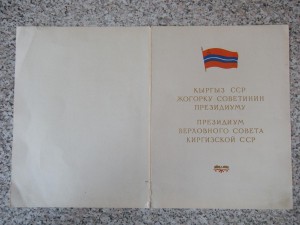 КЫРГЫЗ ССР
ЖОГОРКУ СОВЕТИНИН
ПРЕЗИДИУМУ
ПРЕЗИДИУМ
ВЕРХОВНОГО СОВЕТА
КИРГИЗСКОЙ ССР